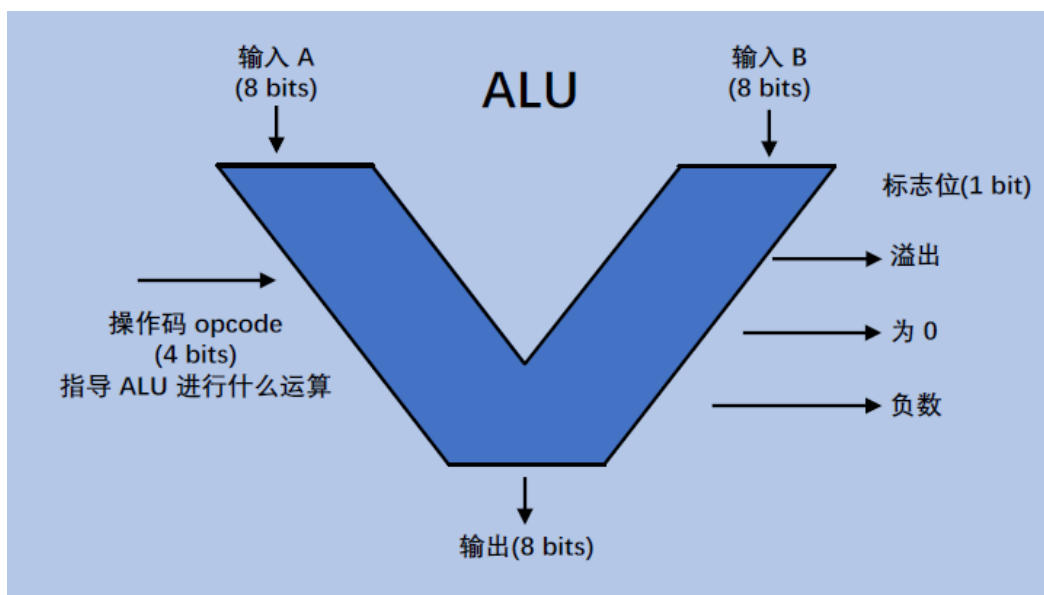 输入 A
(8 bits)
ALU
输入 B
(8 bits)
标志位(1 bit)
溢出
操作码 opcode
(4 bits)
指导 ALU 进行什么运算
为 0
负数
输出(8 bits)